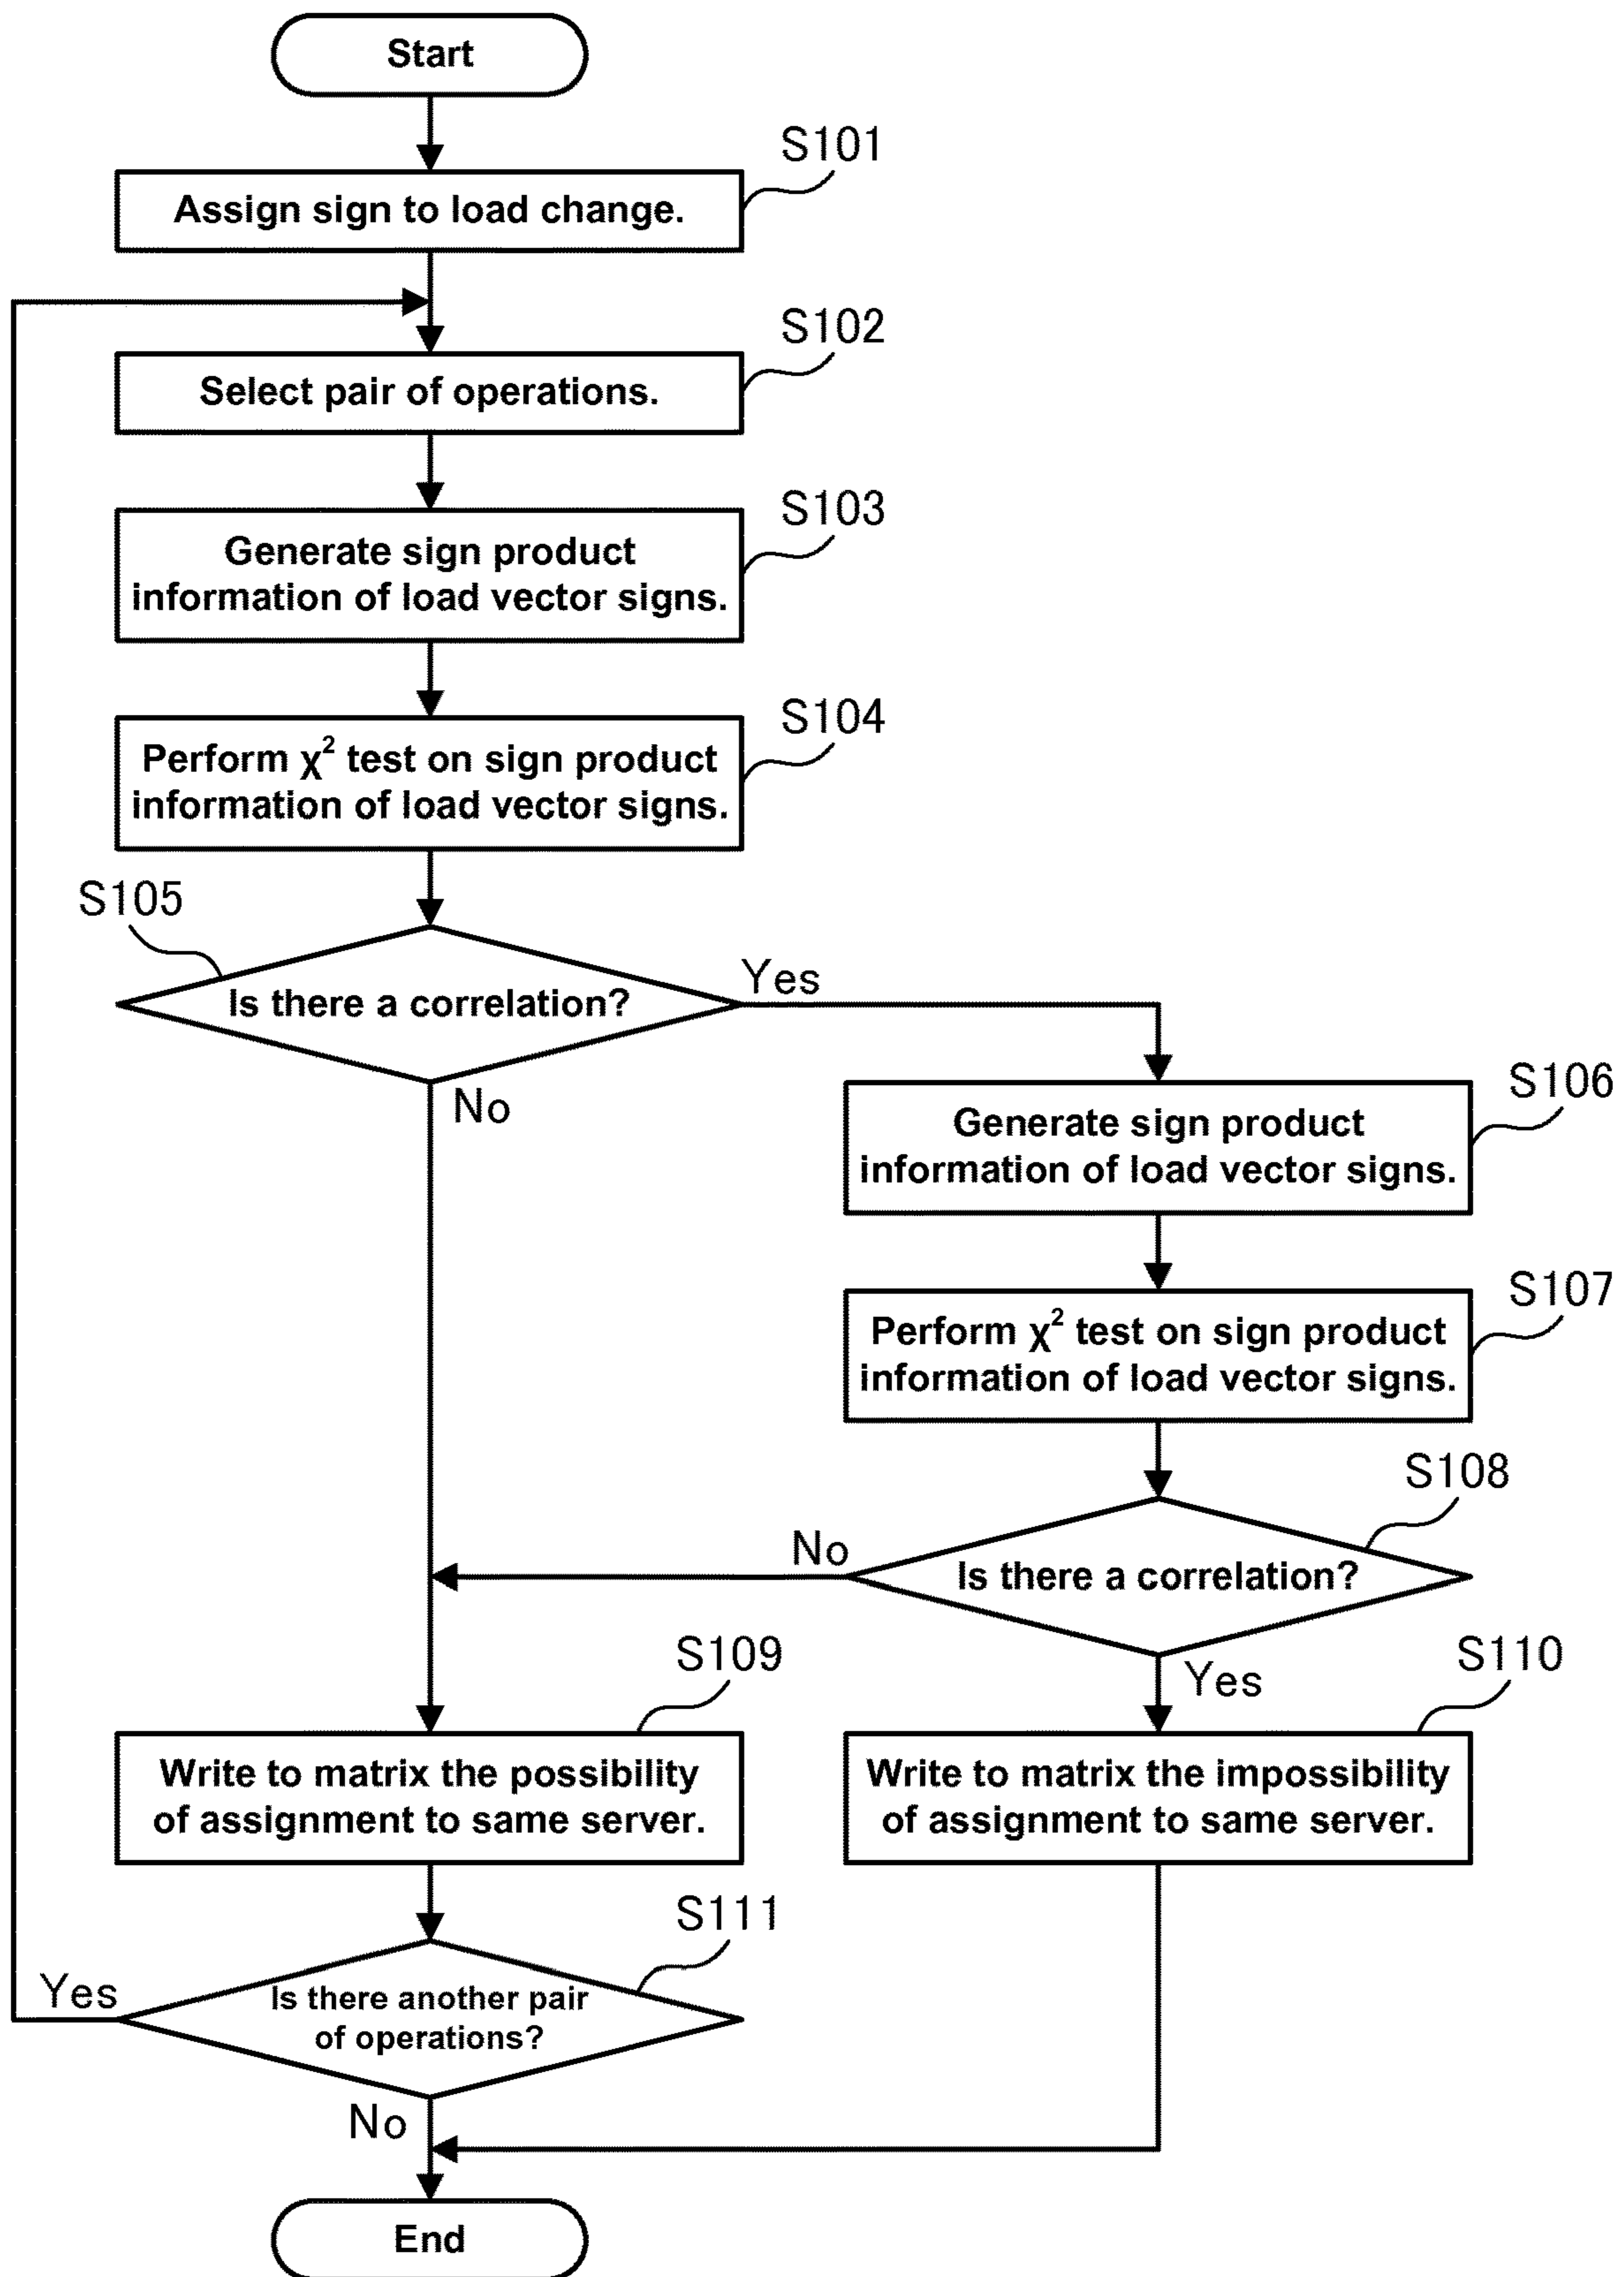 Start
S101
Assign sign to load change.
S102
Select pair of operations.
S103
Generate sign product
information of load vector signs.
S104
Perform χ² test on sign product
information of load vector signs.
S105
Is there a correlation?
Yes
No
S106
Generate sign product
information of load vector signs.
S107
Perform χ² test on sign product
information of load vector signs.
S108
Is there a correlation?
No
Yes
S109
Write to matrix the possibility
of assignment to same server.
S110
Write to matrix the impossibility
of assignment to same server.
S111
Is there another pair
of operations?
Yes
No
End